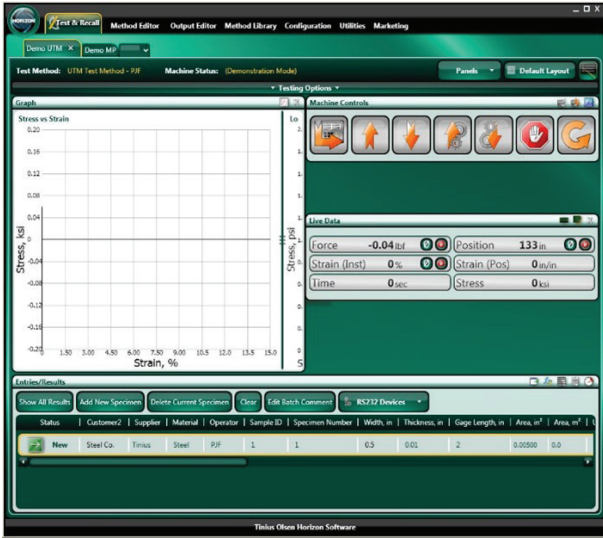 HORIZON
Test & Recall Method Editor Output Editor Method Library Configuration Utilities Marketing
Demo UTM × Demo MP
Test Method: UTM Test Method - PJF Machine Status: (Demonstration Mode) Panels Default Layout
Testing Options
Graph
Stress vs Strain
Lo
0.20
0.16
0.12
0.08
0.04
0
-0.04
-0.12
-0.20
Stress, ksi
1.50 3.00 4.50 6.00 7.50 9.00 10.5 12.0 13.5 15.0
Strain, %
Stress, psi
S
Machine Controls
Live Data
Force -0.04 lbf Position 133 in
Strain (Inst) 0 % Strain (Pos) 0 in/in
Time 0 sec Stress 0 ksi
Entries/Results
Show All Results Add New Specimen Delete Current Specimen Clear Edit Batch Comment RS232 Devices
Status Customer2 Supplier Material Operator Sample ID Specimen Number Width, in Thickness, in Gage Length, in Area, in² Area, m²
New Steel Co. Tinius Steel PJF 1 1 0.5 0.01 2 0.00500 0.0
Tinius Olsen Horizon Software